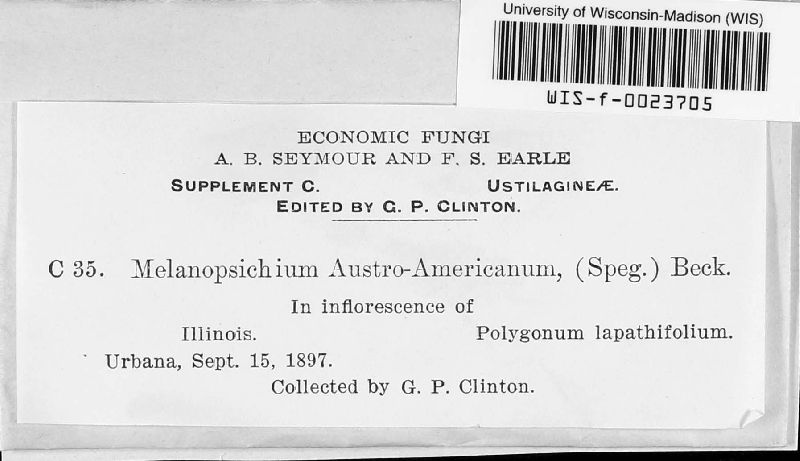 University of Wisconsin-Madison (WIS)
WIS-f-0023705
ECONOMIC FUNGI
A. B. SEYMOUR AND F. S. EARLE
SUPPLEMENT C. USTILAGINEÆ.
EDITED BY G. P. CLINTON.
C 35. Melanopsichium Austro-Americanum, (Speg.) Beck.
In inflorescence of
Illinois. Polygonum lapathifolium.
Urbana, Sept. 15, 1897.
Collected by G. P. Clinton.